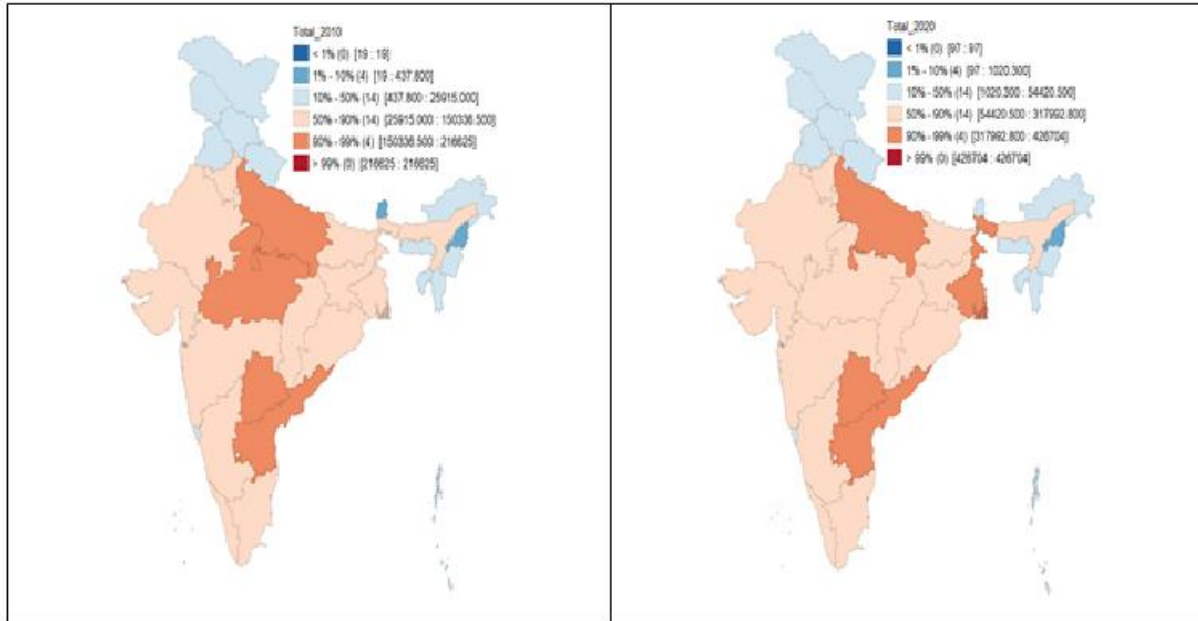 Total_2010
< 1% (0) [19 : 19]
1% - 10% (4) [19 : 437.800]
10% - 50% (14) [437.800 : 25915.000]
50% - 90% (14) [25915.000 : 150336.500]
90% - 99% (4) [150336.500 : 216625]
> 99% (0) [216625 : 216625]
Total_2020
< 1% (0) [97 : 97]
1% - 10% (4) [97 : 1020.300]
10% - 50% (14) [1020.300 : 54420.500]
50% - 90% (14) [54420.500 : 317992.800]
90% - 99% (4) [317992.800 : 426704]
> 99% (0) [426704 : 426704]